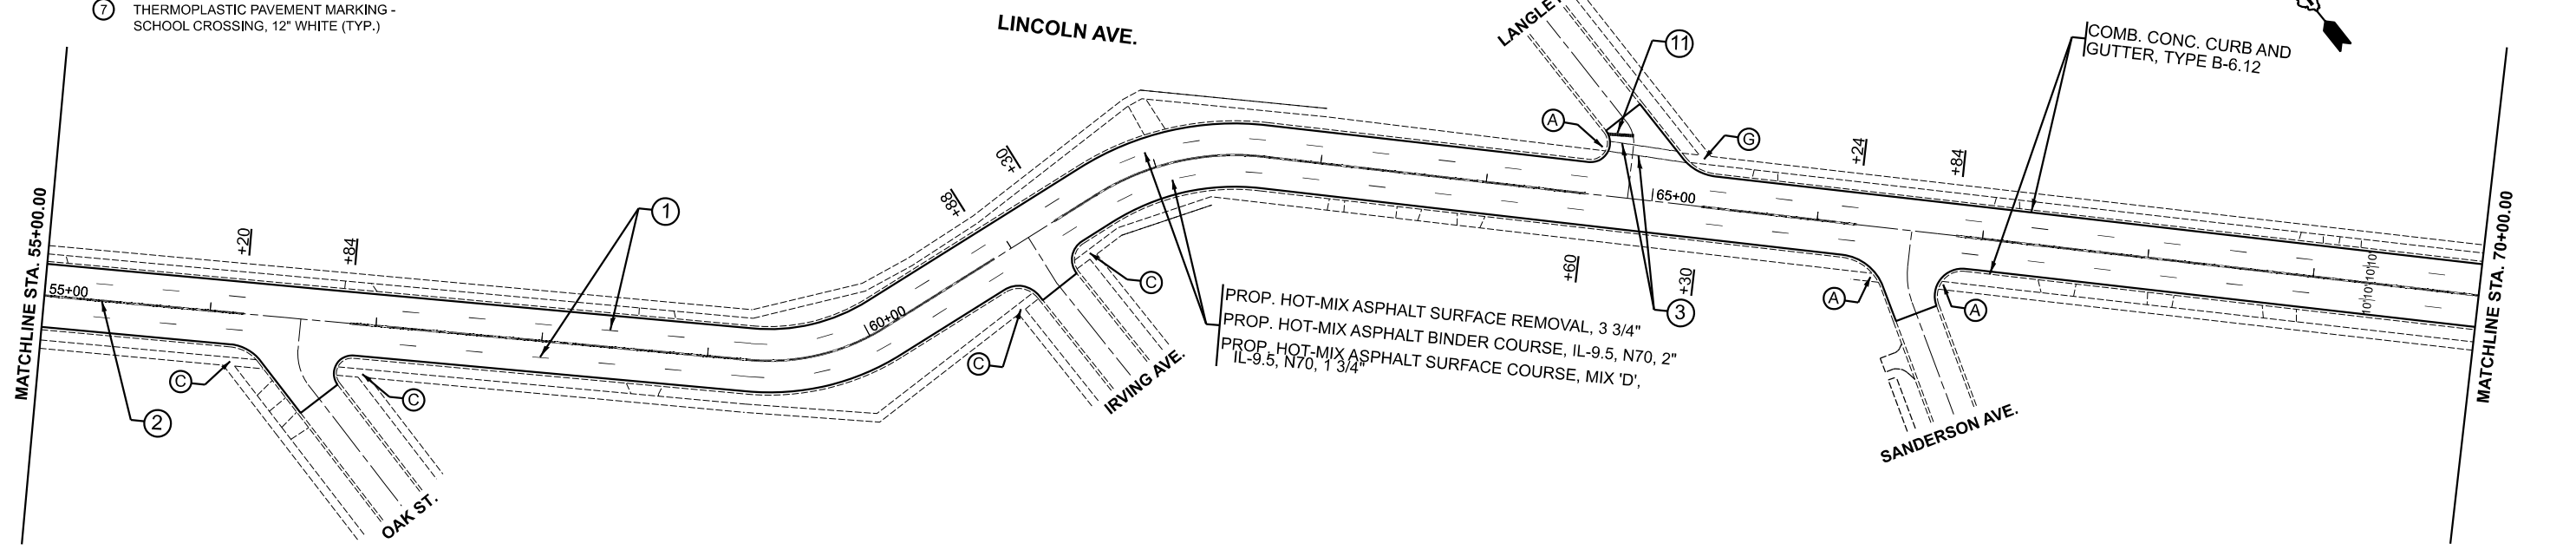 7 THERMOPLASTIC PAVEMENT MARKING -
SCHOOL CROSSING, 12" WHITE (TYP.)
LINCOLN AVE.
11
COMB. CONC. CURB AND
GUTTER, TYPE B-6.12
A
G
+24
+84
+30
+88
1
+20
+84
MATCHLINE STA. 55+00.00
55+00
60+00
65+00
MATCHLINE STA. 70+00.00
10'10'10'10'
C
C
+60
+30
3
A
A
PROP. HOT-MIX ASPHALT SURFACE REMOVAL, 3 3/4"
PROP. HOT-MIX ASPHALT BINDER COURSE, IL-9.5, N70, 2"
PROP. HOT-MIX ASPHALT SURFACE COURSE, MIX 'D',
IL-9.5, N70, 1 3/4"
C
C
2
IRVING AVE.
SANDERSON AVE.
OAK ST.